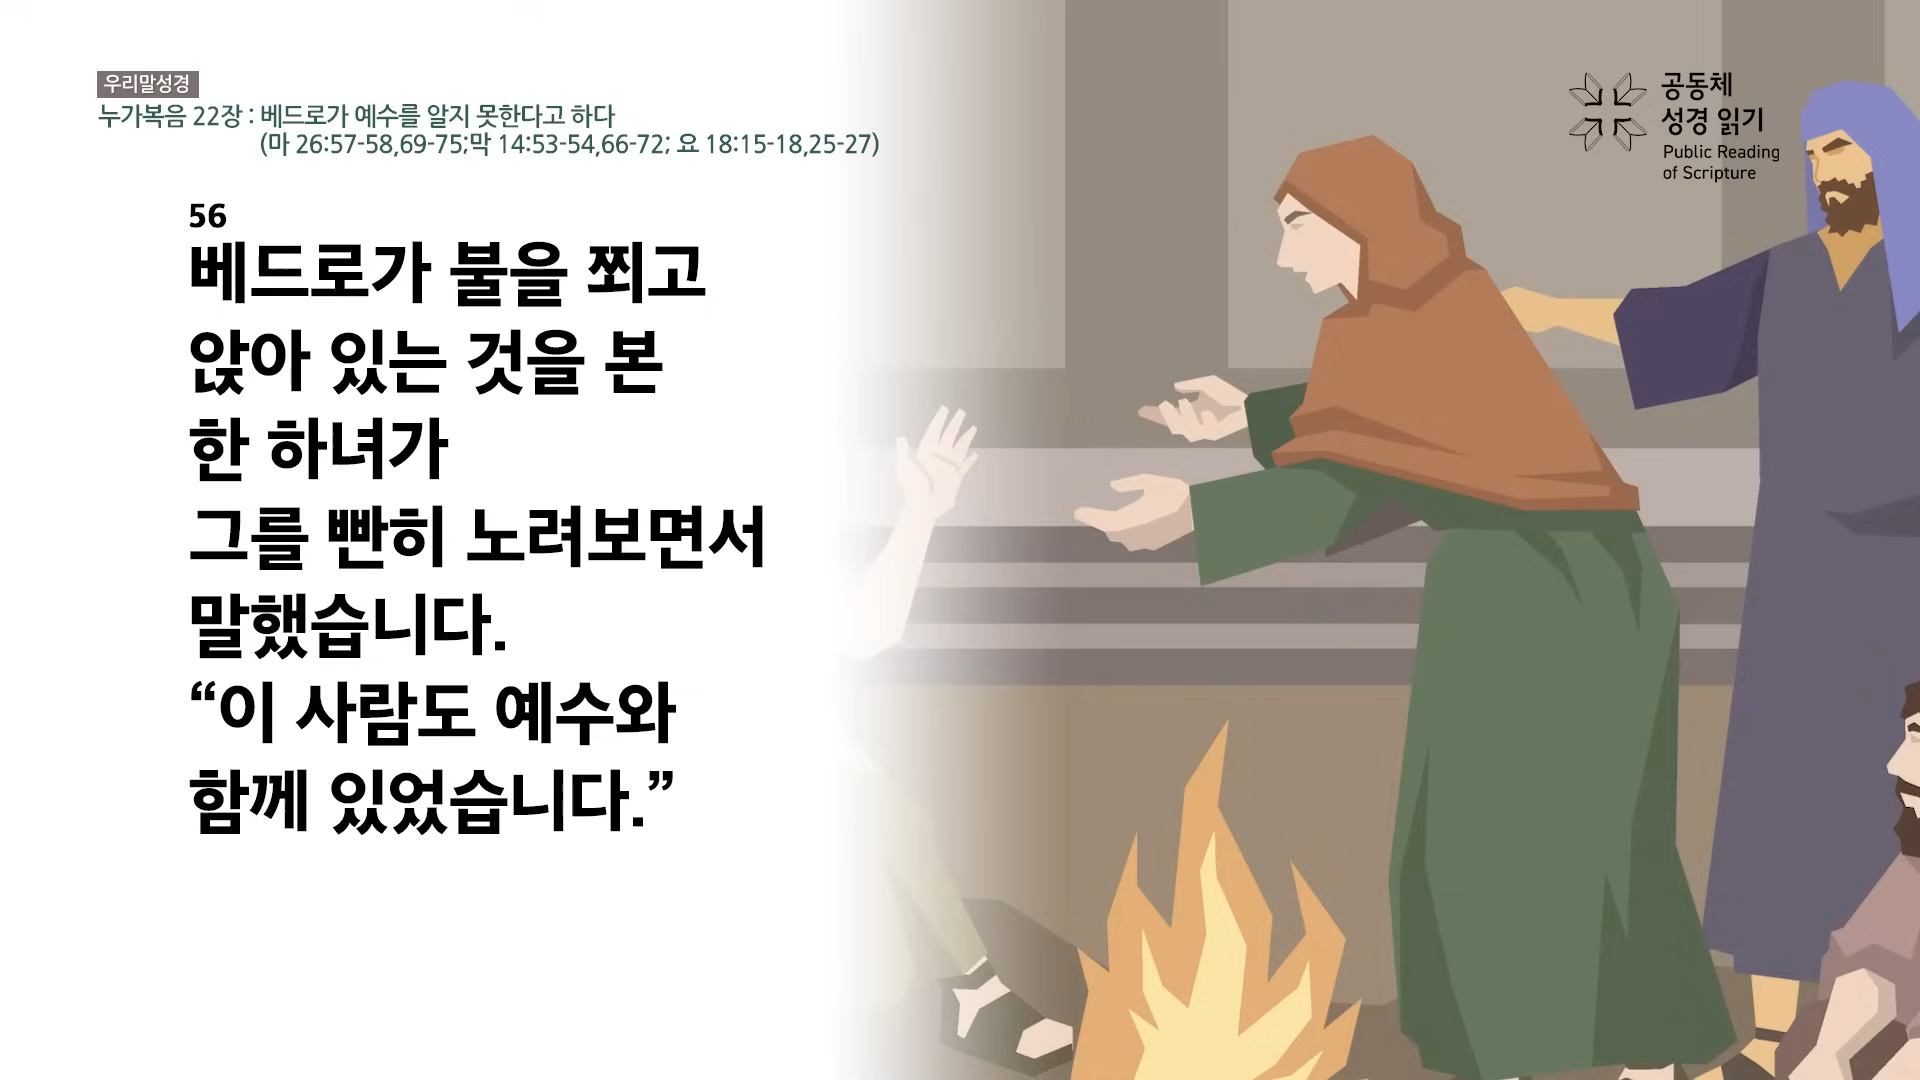 우리말성경
누가복음 22장 : 베드로가 예수를 알지 못한다고 하다
(마 26:57-58,69-75;막 14:53-54,66-72; 요 18:15-18,25-27)
공동체
성경 읽기
Public Reading
of Scripture
56
베드로가 불을 쬐고
앉아 있는 것을 본
한 하녀가
그를 빤히 노려보면서
말했습니다.
“이 사람도 예수와
함께 있었습니다.”